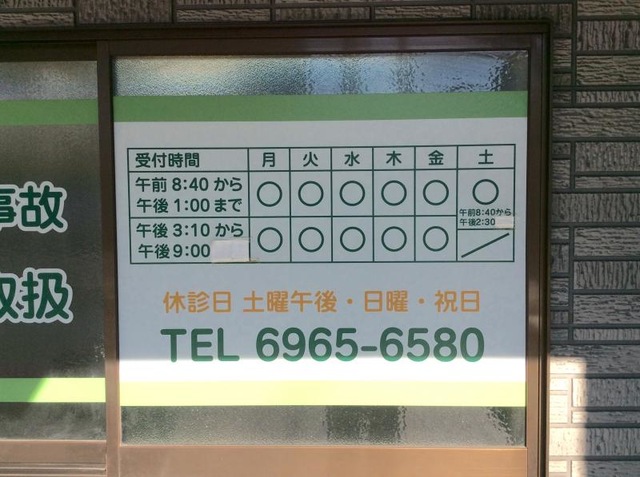 事故
取扱
受付時間 月 火 水 木 金 土
午前 8:40 から
午後 1:00 まで
○ ○ ○ ○ ○ ○
午前8:40から
午後2:30
午後 3:10 から
午後 9:00
○ ○ ○ ○ ○ ／
休診日 土曜午後・日曜・祝日
TEL 6965-6580